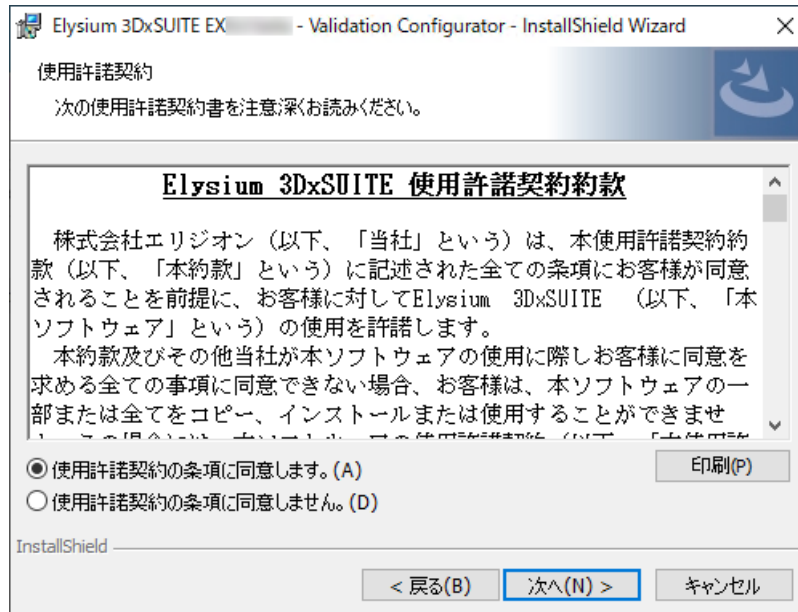 Elysium 3DxSUITE EX - Validation Configurator - InstallShield Wizard
使用許諾契約
次の使用許諾契約書を注意深くお読みください。
Elysium 3DxSUITE 使用許諾契約約款
株式会社エリジオン（以下、「当社」という）は、本使用許諾契約約
款（以下、「本約款」という）に記述された全ての条項にお客様が同意
されることを前提に、お客様に対してElysium 3DxSUITE （以下、「本
ソフトウェア」という）の使用を許諾します。
本約款及びその他当社が本ソフトウェアの使用に際しお客様に同意を
求める全ての事項に同意できない場合、お客様は、本ソフトウェアの一
部または全てをコピー、インストールまたは使用することができませ
使用許諾契約の条項に同意します。(A)
印刷(P)
使用許諾契約の条項に同意しません。(D)
InstallShield
< 戻る(B)
次へ(N) >
キャンセル